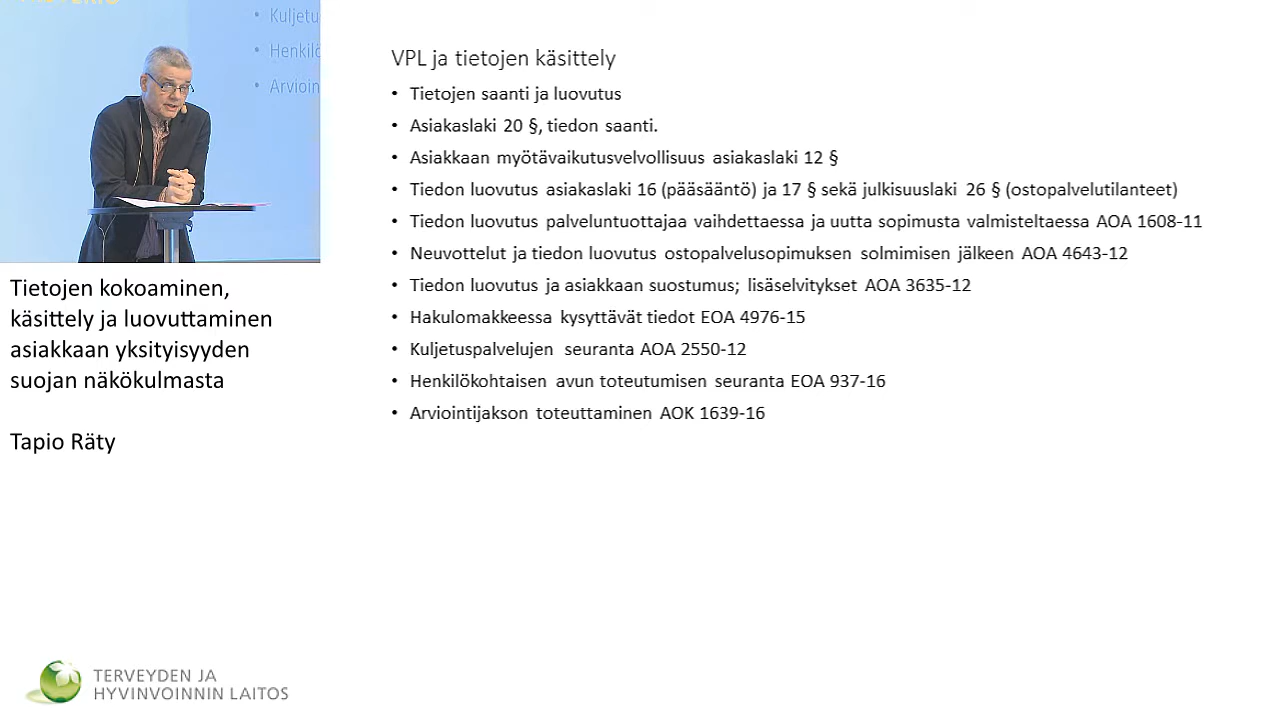 Kuljetu
Henkilö
Arvioin
Tietojen kokoaminen,
käsittely ja luovuttaminen
asiakkaan yksityisyyden
suojan näkökulmasta
Tapio Räty
VPL ja tietojen käsittely
• Tietojen saanti ja luovutus
• Asiakaslaki 20 §, tiedon saanti.
• Asiakkaan myötävaikutusvelvollisuus asiakaslaki 12 §
• Tiedon luovutus asiakaslaki 16 (pääsääntö) ja 17 § sekä julkisuuslaki 26 § (ostopalvelutilanteet)
• Tiedon luovutus palveluntuottajaa vaihdettaessa ja uutta sopimusta valmisteltaessa AOA 1608-11
• Neuvottelut ja tiedon luovutus ostopalvelusopimuksen solmimisen jälkeen AOA 4643-12
• Tiedon luovutus ja asiakkaan suostumus; lisäselvitykset AOA 3635-12
• Hakulomakkeessa kysyttävät tiedot EOA 4976-15
• Kuljetuspalvelujen seuranta AOA 2550-12
• Henkilökohtaisen avun toteutumisen seuranta EOA 937-16
• Arviointijakson toteuttaminen AOK 1639-16
TERVEYDEN JA
HYVINVOINNIN LAITOS